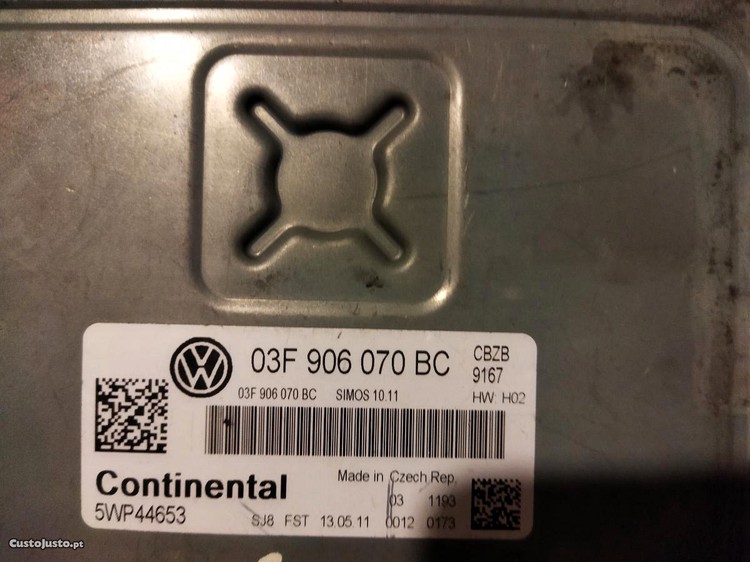 VW 03F 906 070 BC CBZB
03F 906 070 BC SIMOS 10.11 9167
HW: H02
Continental Made in Czech Rep.
5WP44653 03 1193
SJ8 FST 13.05.11 0012 0173
CustoJusto.pt